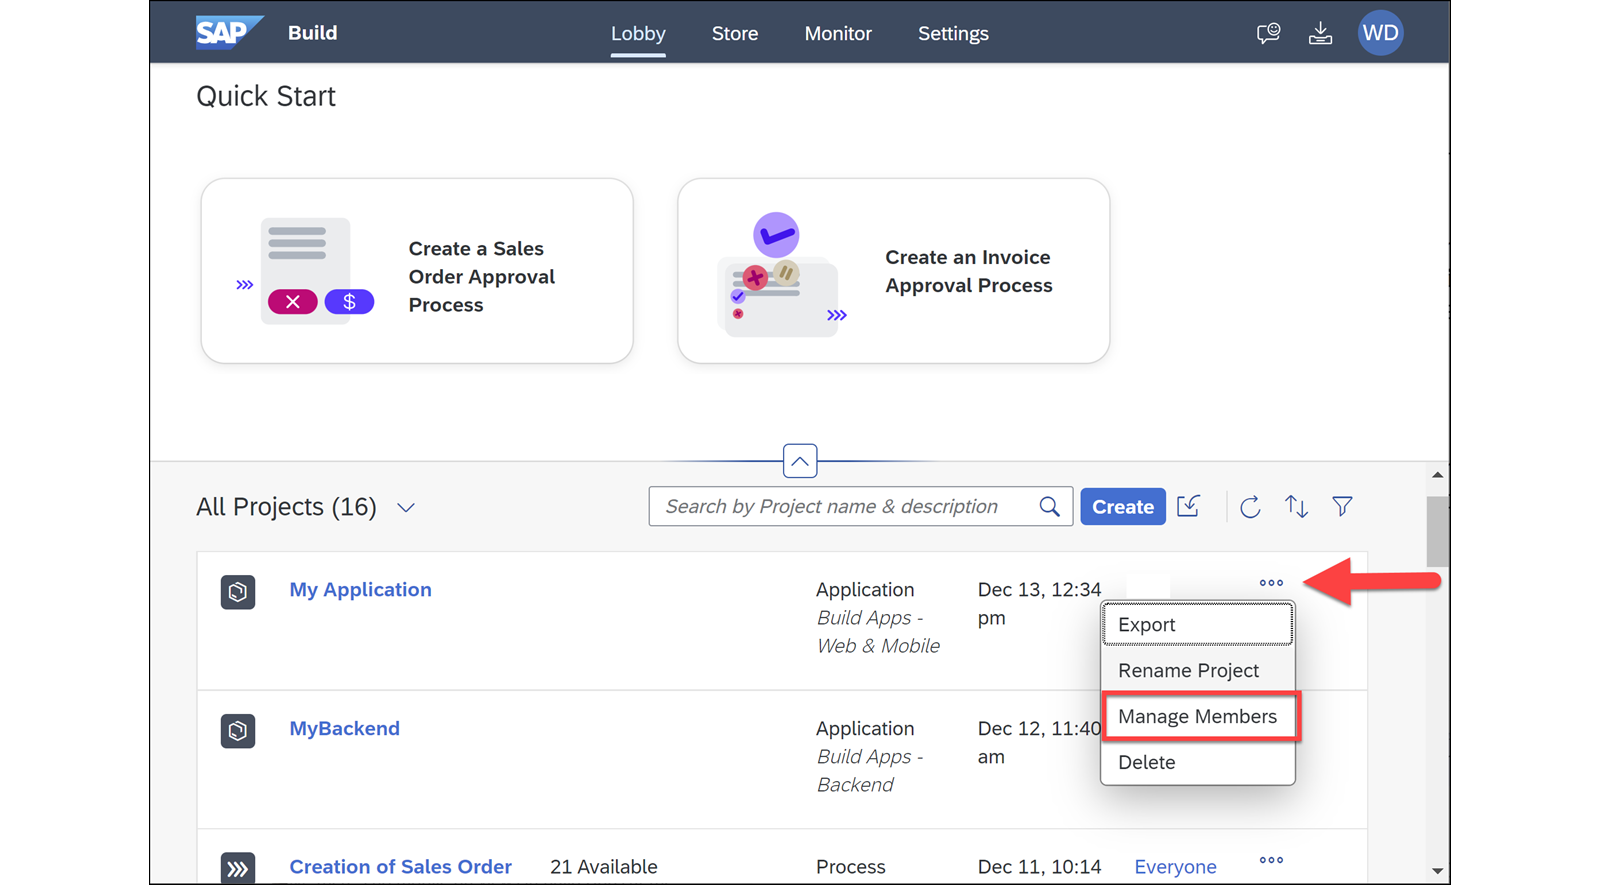 SAP Build Lobby Store Monitor Settings WD
Quick Start
Create a Sales
Order Approval
Process
$
Create an Invoice
Approval Process
All Projects (16) Search by Project name & description Create
My Application Application Dec 13, 12:34
Build Apps - pm
Web & Mobile
Export
Rename Project
Manage Members
Delete
MyBackend Application Dec 12, 11:40
Build Apps - am
Backend
Creation of Sales Order 21 Available Process Dec 11, 10:14 Everyone